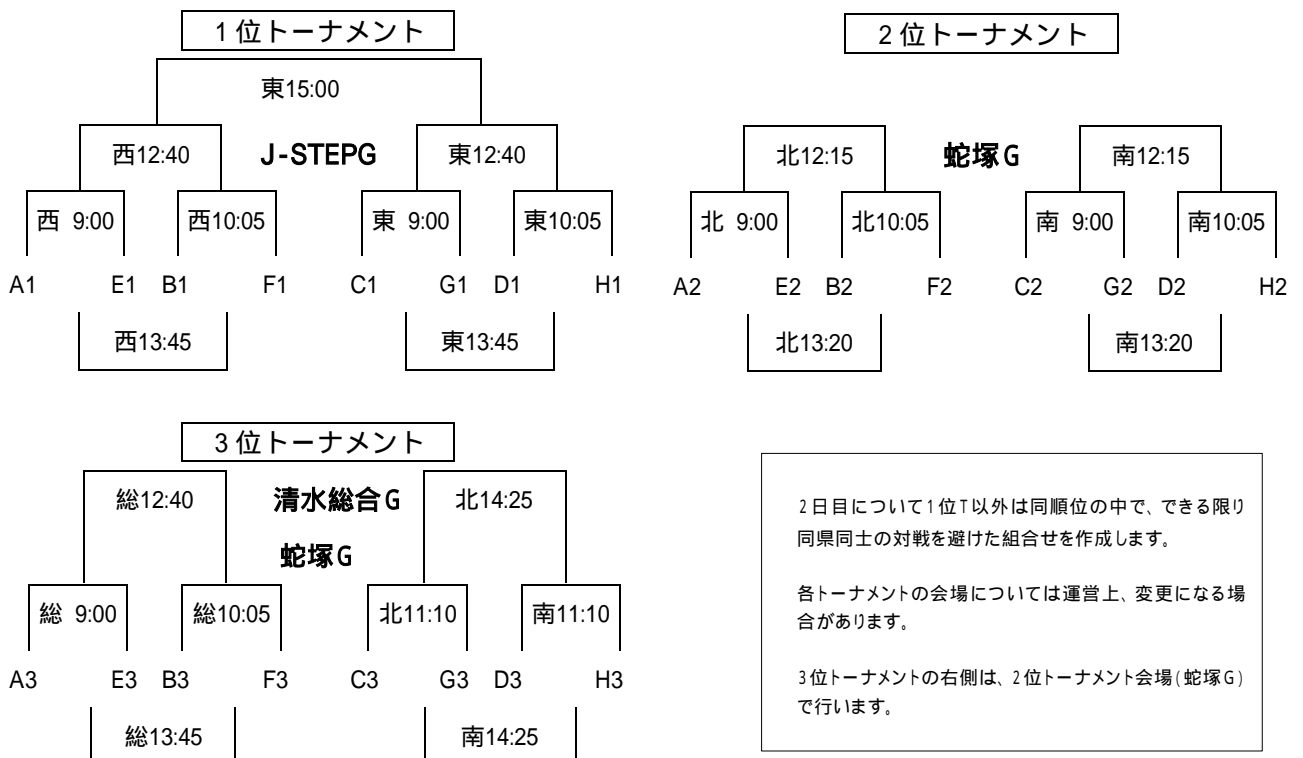 1位トーナメント
東15:00
西12:40 J-STEPG 東12:40
西 9:00 西10:05 東 9:00 東10:05
A1 E1 B1 F1 C1 G1 D1 H1
西13:45 東13:45
2位トーナメント
北12:15 蛇塚G 南12:15
北 9:00 北10:05 南 9:00 南10:05
A2 E2 B2 F2 C2 G2 D2 H2
北13:20 南13:20
3位トーナメント
総12:40 清水総合G 北14:25
蛇塚G
総 9:00 総10:05 北11:10 南11:10
A3 E3 B3 F3 C3 G3 D3 H3
総13:45 南14:25
2日目について1位T以外は同順位の中で、できる限り
同県同士の対戦を避けた組合せを作成します。
各トーナメントの会場については運営上、変更になる場
合があります。
3位トーナメントの右側は、2位トーナメント会場(蛇塚G)
で行います。